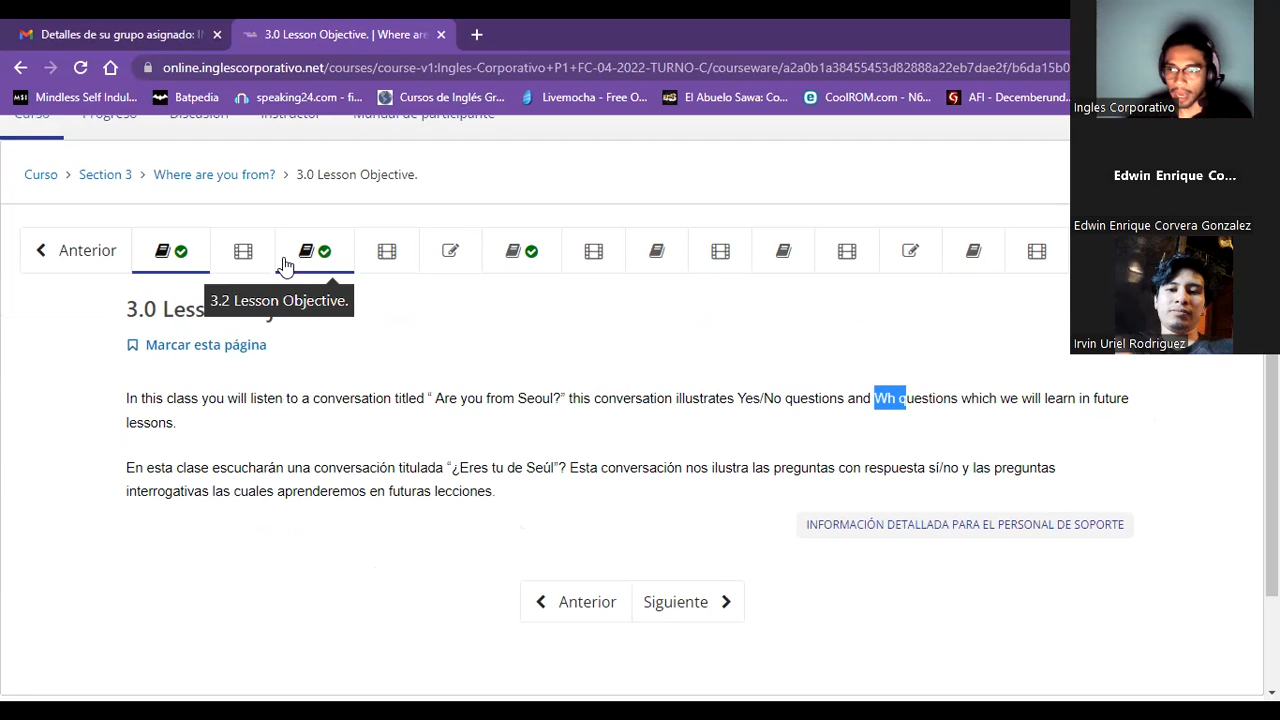 Detalles de su grupo asignado: I
3.0 Lesson Objective. | Where are
online.inglescorporativo.net/courses/course-v1:Ingles-Corporativo+P1+FC-04-2022-TURNO-C/courseware/a2a0b1a38455453d82888a22eb7dae2f/b6da15b0
Mindless Self Indul...
Batpedia
speaking24.com - fi...
Cursos de Inglés gr...
Livemocha - Free O...
El Abuelo Sawa: Co...
CoolROM.com - N6...
AFI - Decemberund...
Curso
Progreso
Discusión
Instructor
Manual de participante
Curso > Section 3 > Where are you from? > 3.0 Lesson Objective.
Anterior
3.2 Lesson Objective.
3.0 Less
Marcar esta página
In this class you will listen to a conversation titled “ Are you from Seoul?” this conversation illustrates Yes/No questions and Wh questions which we will learn in future
lessons.
En esta clase escucharán una conversación titulada “¿Eres tu de Seúl”? Esta conversación nos ilustra las preguntas con respuesta sí/no y las preguntas
interrogativas las cuales aprenderemos en futuras lecciones.
INFORMACIÓN DETALLADA PARA EL PERSONAL DE SOPORTE
Anterior
Siguiente
Ingles Corporativo
Edwin Enrique Co...
Edwin Enrique Corvera Gonzalez
Irvin Uriel Rodriguez